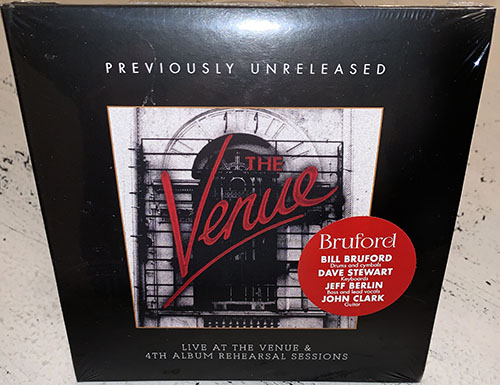 PREVIOUSLY UNRELEASED
THE
Venue
Bruford
BILL BRUFORD
Drums and cymbals
DAVE STEWART
Keyboards
JEFF BERLIN
Bass and lead vocals
JOHN CLARK
Guitar
LIVE AT THE VENUE &
4TH ALBUM REHEARSAL SESSIONS